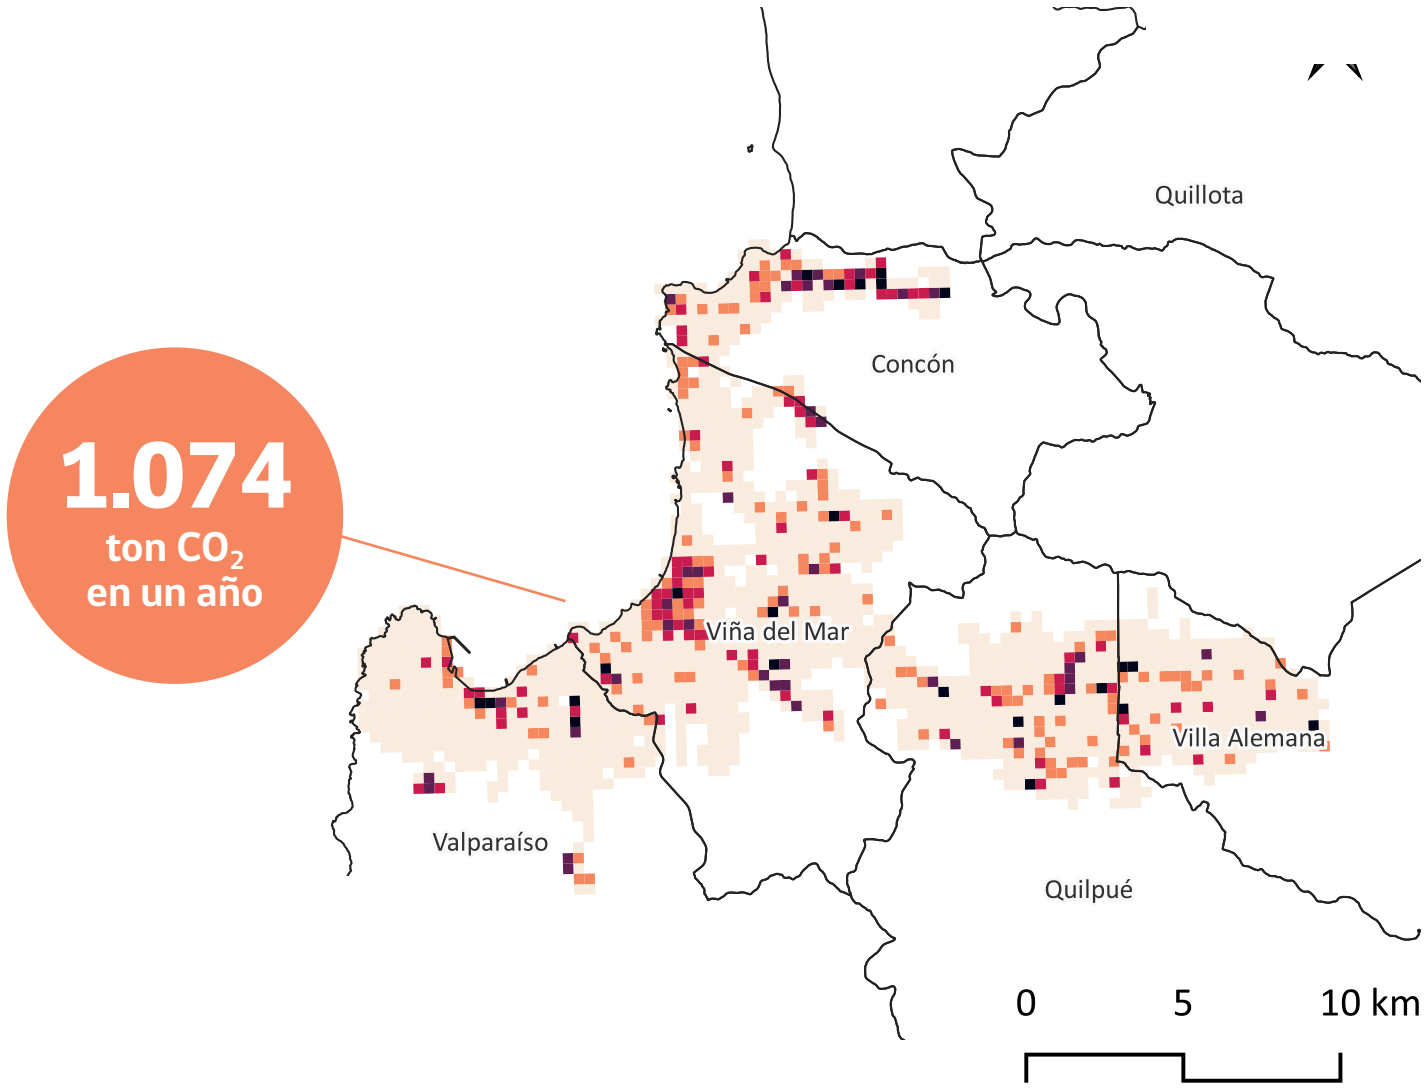 Quillota
Concón
1.074
ton CO₂
en un año
Viña del Mar
Villa Alemana
Valparaíso
Quilpué
0 5 10 km